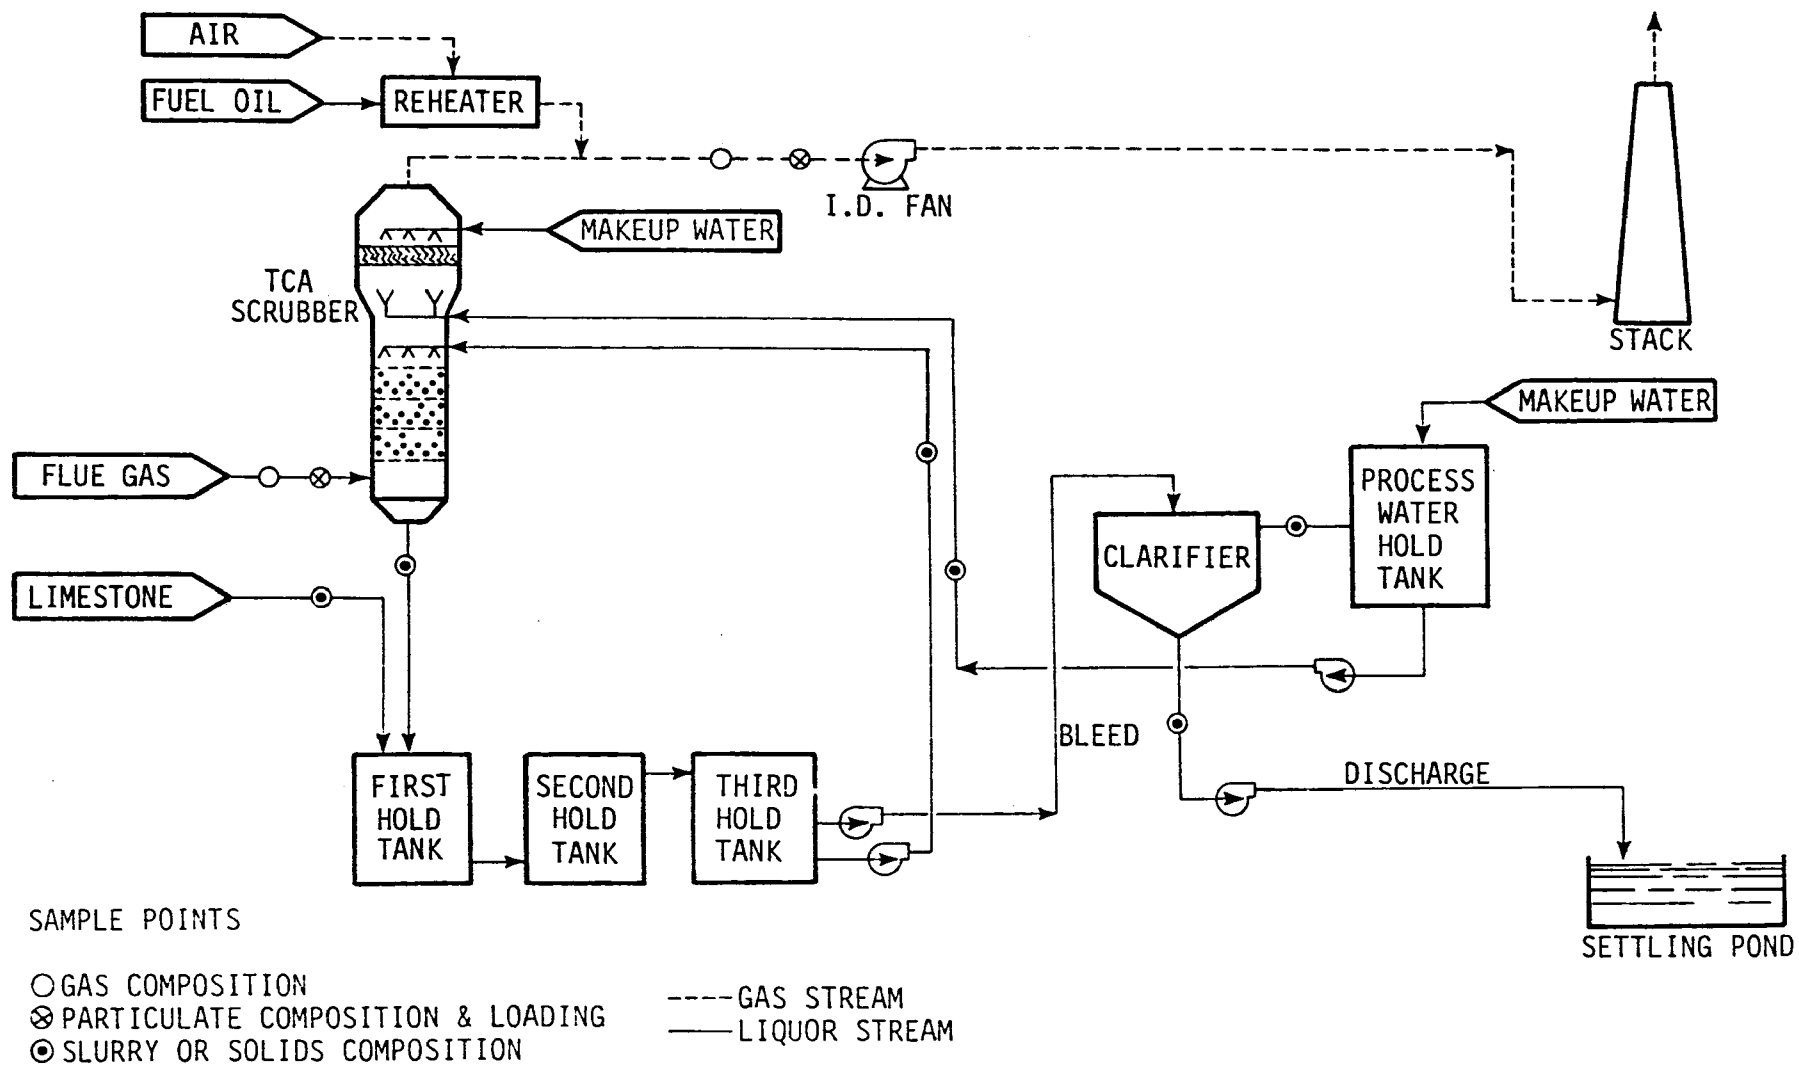 AIR
FUEL OIL
REHEATER
I.D. FAN
MAKEUP WATER
TCA
SCRUBBER
STACK
MAKEUP WATER
FLUE GAS
PROCESS
WATER
HOLD
TANK
CLARIFIER
LIMESTONE
BLEED
DISCHARGE
FIRST
HOLD
TANK
SECOND
HOLD
TANK
THIRD
HOLD
TANK
SETTLING POND
SAMPLE POINTS
GAS COMPOSITION
PARTICULATE COMPOSITION & LOADING
SLURRY OR SOLIDS COMPOSITION
GAS STREAM
LIQUOR STREAM